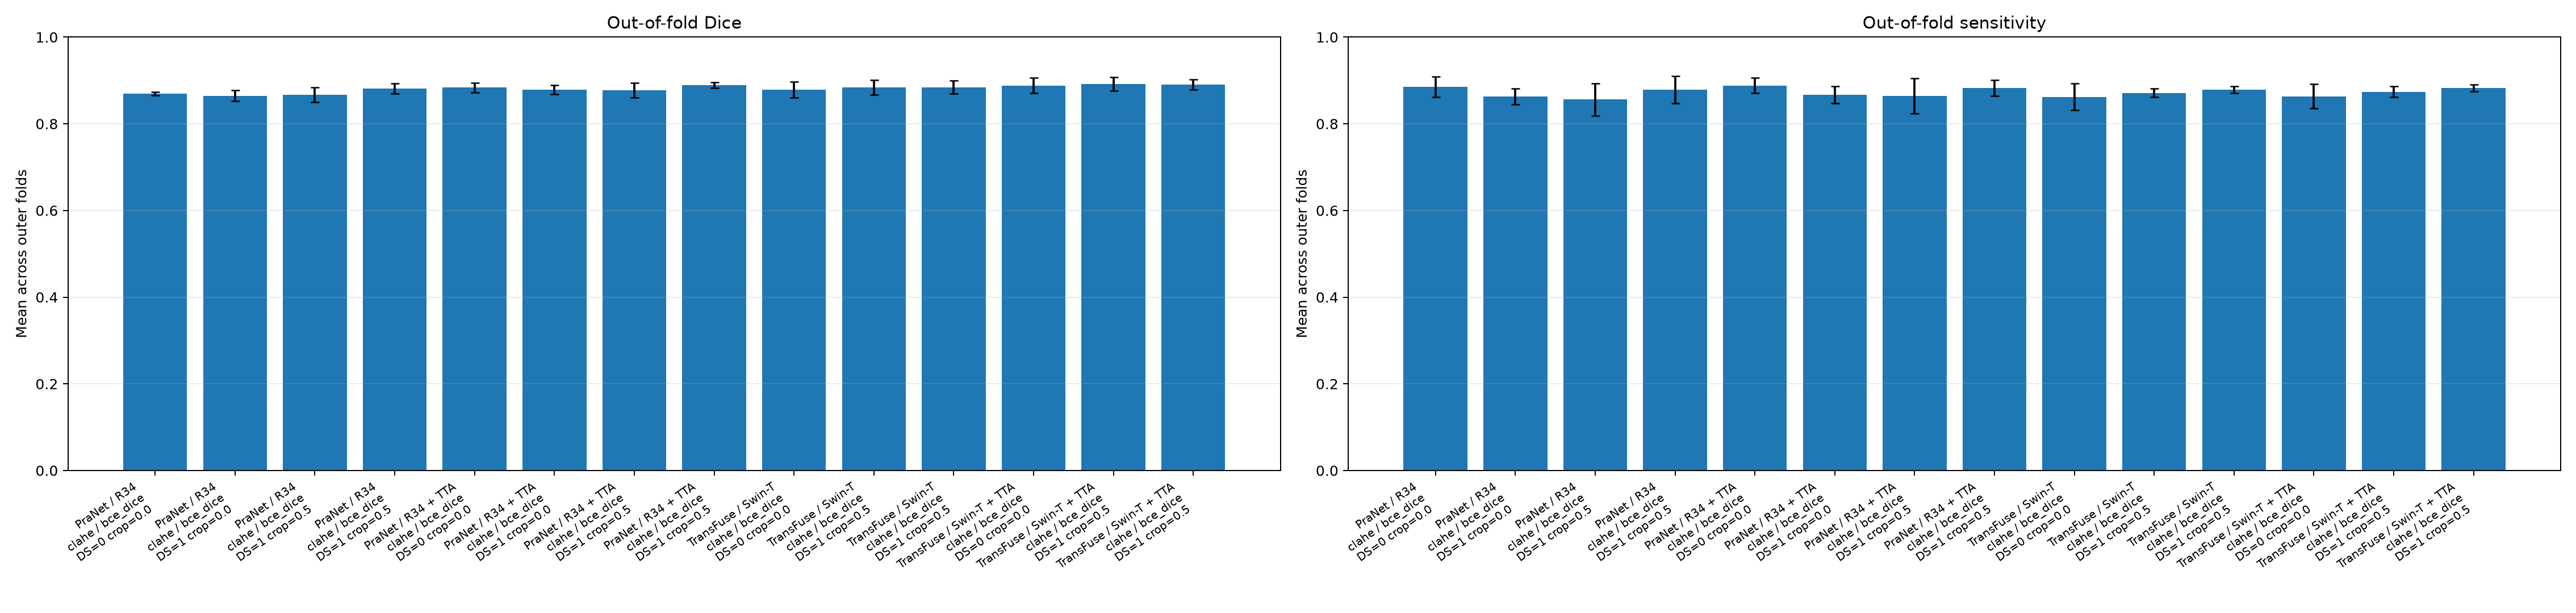 Out-of-fold Dice
Mean across outer folds
1.0
0.8
0.6
0.4
0.2
0.0
PraNet / R34
clahe / bce_dice
DS=0 crop=0.0
PraNet / R34
clahe / bce_dice
DS=1 crop=0.0
PraNet / R34
clahe / bce_dice
DS=1 crop=0.5
PraNet / R34
clahe / bce_dice
DS=1 crop=0.5
PraNet / R34 + TTA
clahe / bce_dice
DS=0 crop=0.0
PraNet / R34 + TTA
clahe / bce_dice
DS=1 crop=0.0
PraNet / R34 + TTA
clahe / bce_dice
DS=1 crop=0.5
PraNet / R34 + TTA
clahe / bce_dice
DS=1 crop=0.5
TransFuse / Swin-T
clahe / bce_dice
DS=0 crop=0.0
TransFuse / Swin-T
clahe / bce_dice
DS=1 crop=0.5
TransFuse / Swin-T
clahe / bce_dice
DS=1 crop=0.5
TransFuse / Swin-T + TTA
clahe / bce_dice
DS=0 crop=0.0
TransFuse / Swin-T + TTA
clahe / bce_dice
DS=1 crop=0.5
TransFuse / Swin-T + TTA
clahe / bce_dice
DS=1 crop=0.5
Out-of-fold sensitivity
Mean across outer folds
1.0
0.8
0.6
0.4
0.2
0.0
PraNet / R34
clahe / bce_dice
DS=0 crop=0.0
PraNet / R34
clahe / bce_dice
DS=1 crop=0.0
PraNet / R34
clahe / bce_dice
DS=1 crop=0.5
PraNet / R34
clahe / bce_dice
DS=1 crop=0.5
PraNet / R34 + TTA
clahe / bce_dice
DS=0 crop=0.0
PraNet / R34 + TTA
clahe / bce_dice
DS=1 crop=0.0
PraNet / R34 + TTA
clahe / bce_dice
DS=1 crop=0.5
PraNet / R34 + TTA
clahe / bce_dice
DS=1 crop=0.5
TransFuse / Swin-T
clahe / bce_dice
DS=0 crop=0.0
TransFuse / Swin-T
clahe / bce_dice
DS=1 crop=0.5
TransFuse / Swin-T
clahe / bce_dice
DS=1 crop=0.5
TransFuse / Swin-T + TTA
clahe / bce_dice
DS=0 crop=0.0
TransFuse / Swin-T + TTA
clahe / bce_dice
DS=1 crop=0.5
TransFuse / Swin-T + TTA
clahe / bce_dice
DS=1 crop=0.5